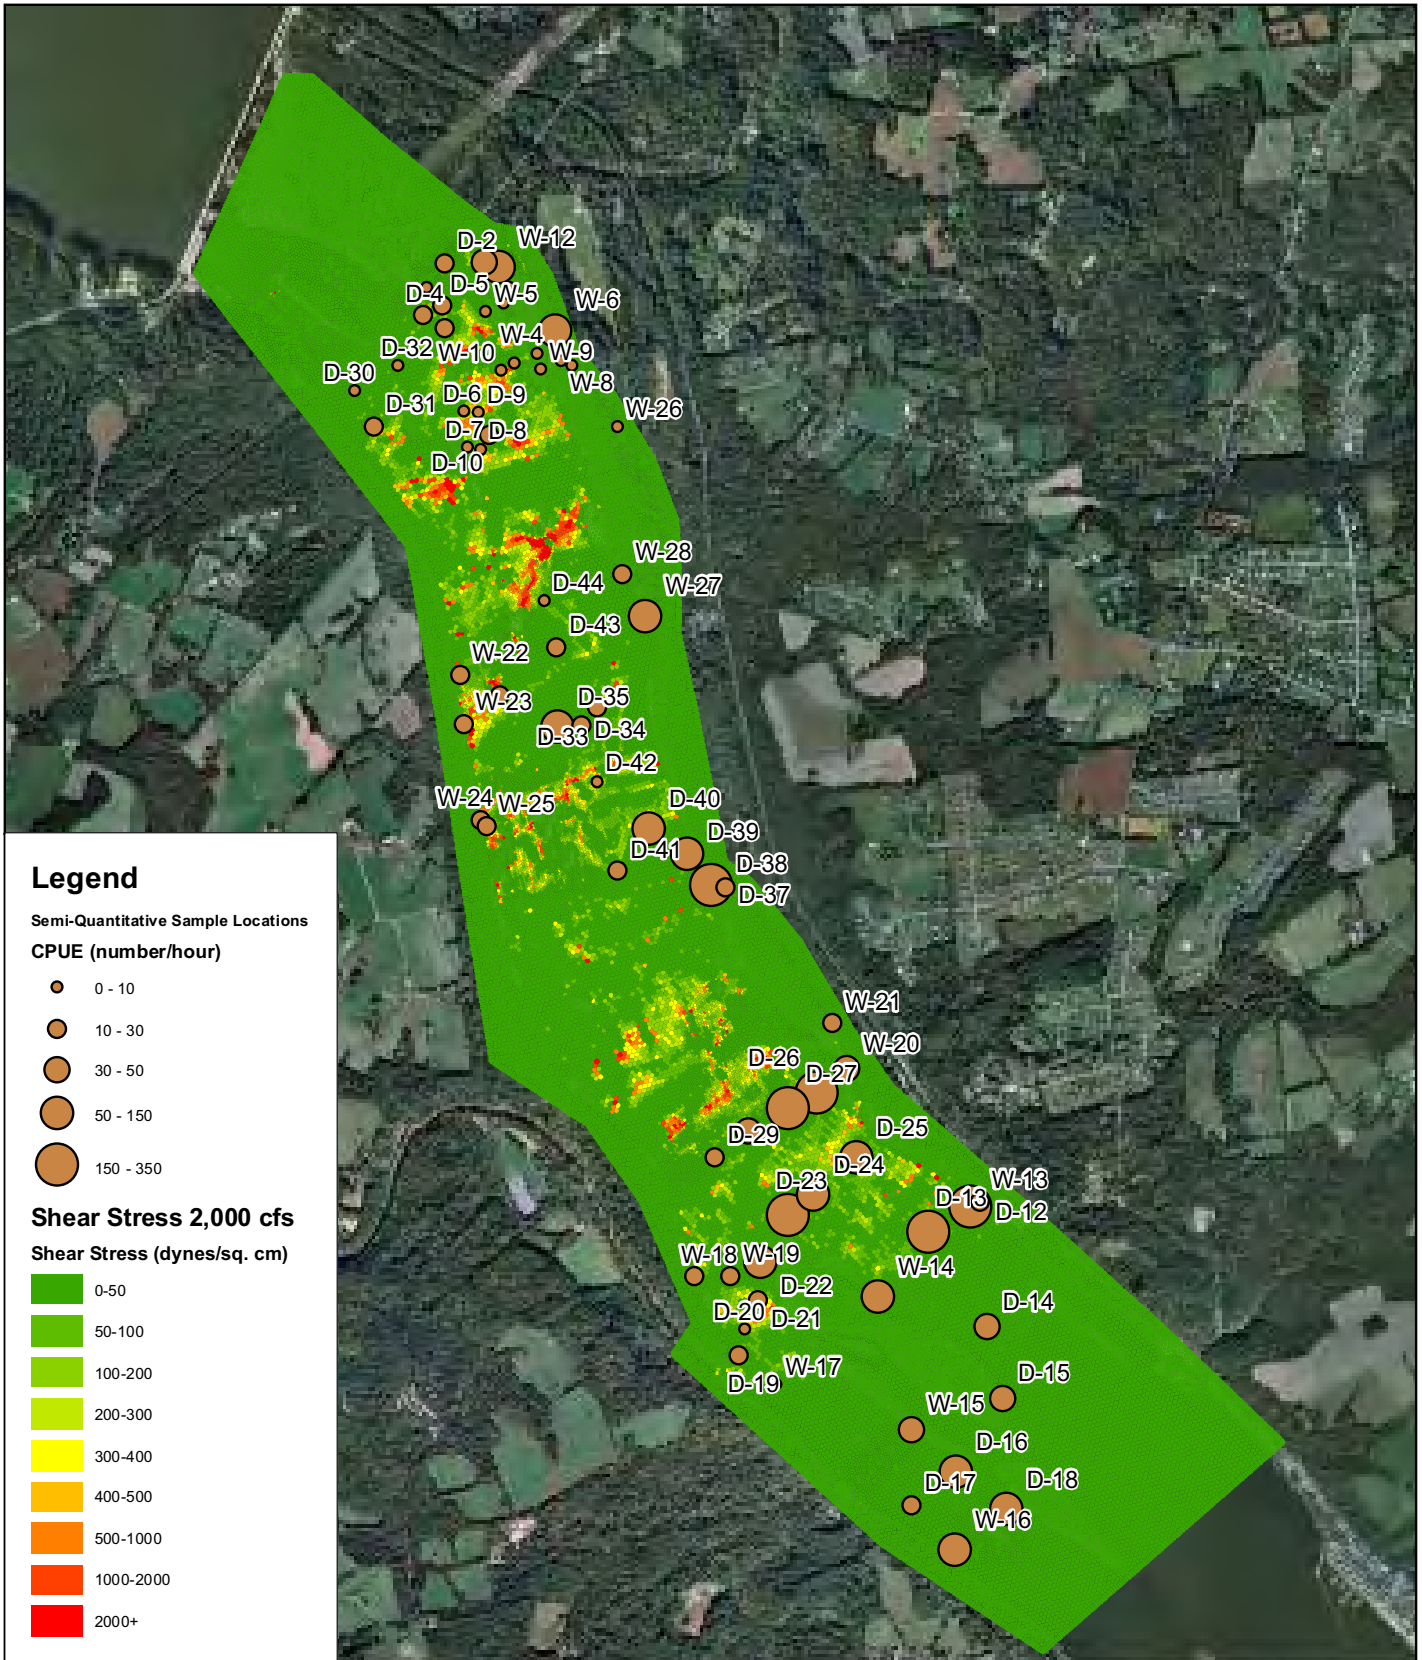 D-2
W-12
D-5
D-4
W-5
W-6
W-4
D-32
W-10
W-9
D-30
W-8
D-6
D-9
D-31
W-26
D-7
D-8
D-10
W-28
D-44
W-27
D-43
W-22
W-23
D-35
D-33
D-34
D-42
W-24
W-25
D-40
D-39
D-41
D-38
D-37
W-21
W-20
D-26
D-27
D-29
D-25
D-24
D-23
W-13
D-13
D-12
W-18
W-19
W-14
D-22
D-20
D-21
D-14
W-17
D-19
D-15
W-15
D-16
D-17
D-18
W-16
Legend
Semi-Quantitative Sample Locations
CPUE (number/hour)
0 - 10
10 - 30
30 - 50
50 - 150
150 - 350
Shear Stress 2,000 cfs
Shear Stress (dynes/sq. cm)
0-50
50-100
100-200
200-300
300-400
400-500
500-1000
1000-2000
2000+